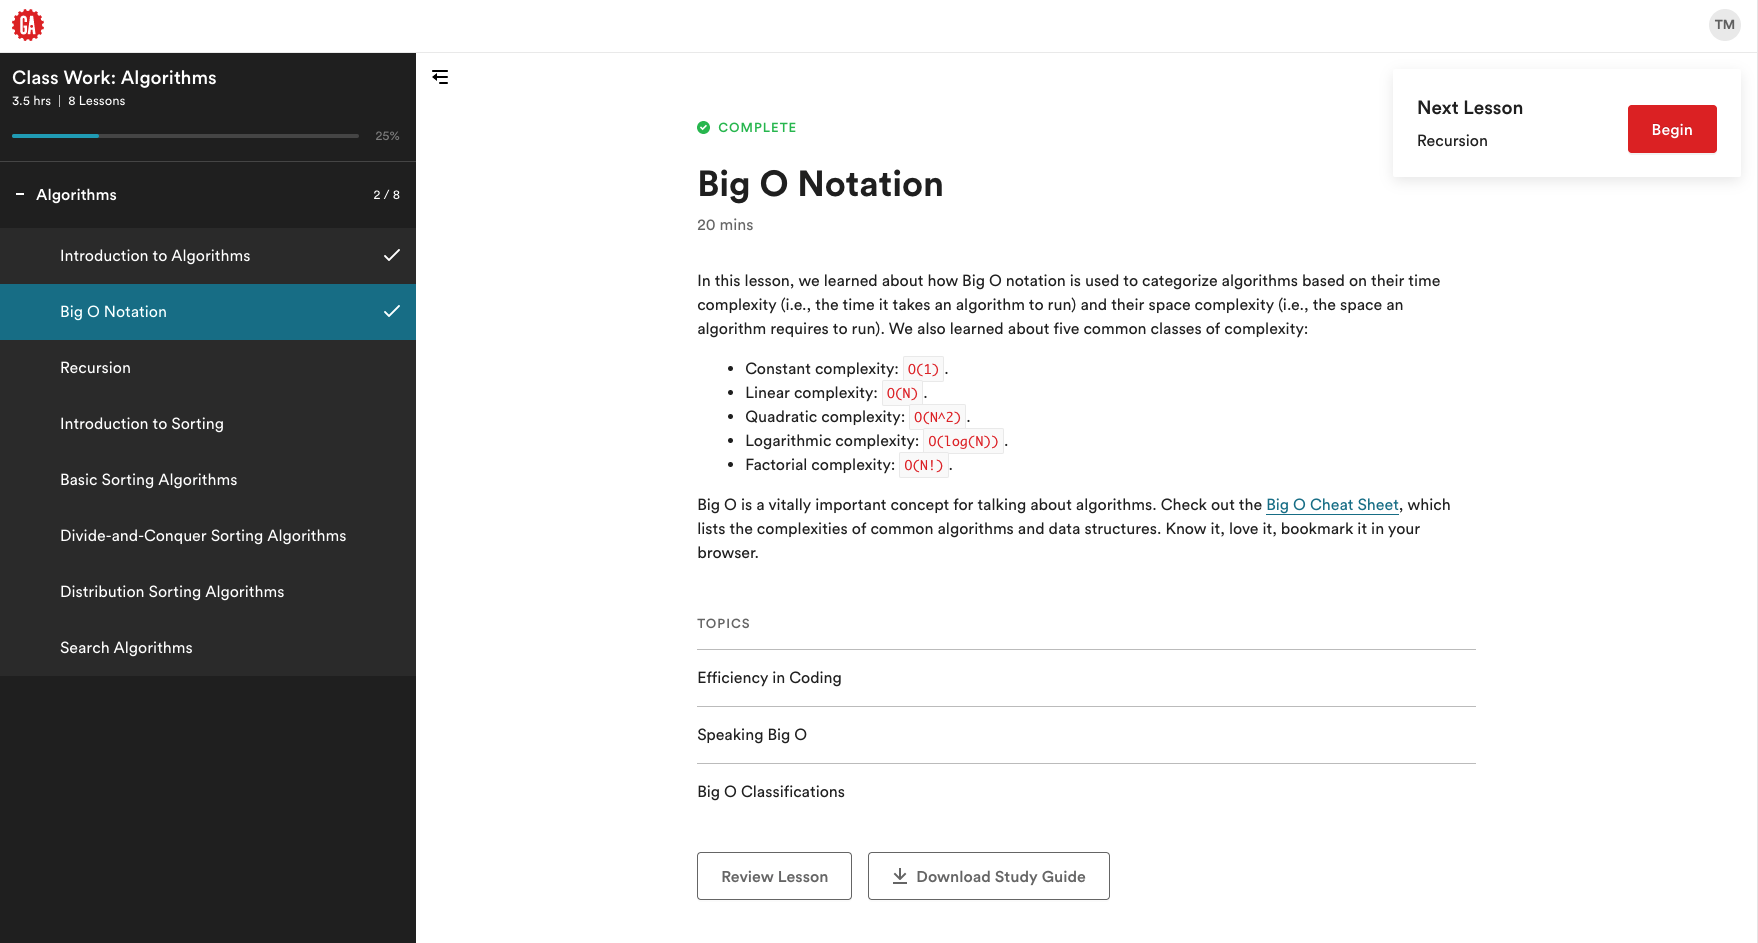 GA
TM
Class Work: Algorithms
3.5 hrs | 8 Lessons
25%
Algorithms 2 / 8
Introduction to Algorithms
Big O Notation
Recursion
Introduction to Sorting
Basic Sorting Algorithms
Divide-and-Conquer Sorting Algorithms
Distribution Sorting Algorithms
Search Algorithms
COMPLETE
Big O Notation
20 mins
In this lesson, we learned about how Big O notation is used to categorize algorithms based on their time
complexity (i.e., the time it takes an algorithm to run) and their space complexity (i.e., the space an
algorithm requires to run). We also learned about five common classes of complexity:
• Constant complexity: O(1).
• Linear complexity: O(N).
• Quadratic complexity: O(N^2).
• Logarithmic complexity: O(log(N)).
• Factorial complexity: O(N!).
Big O is a vitally important concept for talking about algorithms. Check out the Big O Cheat Sheet, which
lists the complexities of common algorithms and data structures. Know it, love it, bookmark it in your
browser.
TOPICS
Efficiency in Coding
Speaking Big O
Big O Classifications
Review Lesson
Download Study Guide
Next Lesson
Recursion
Begin